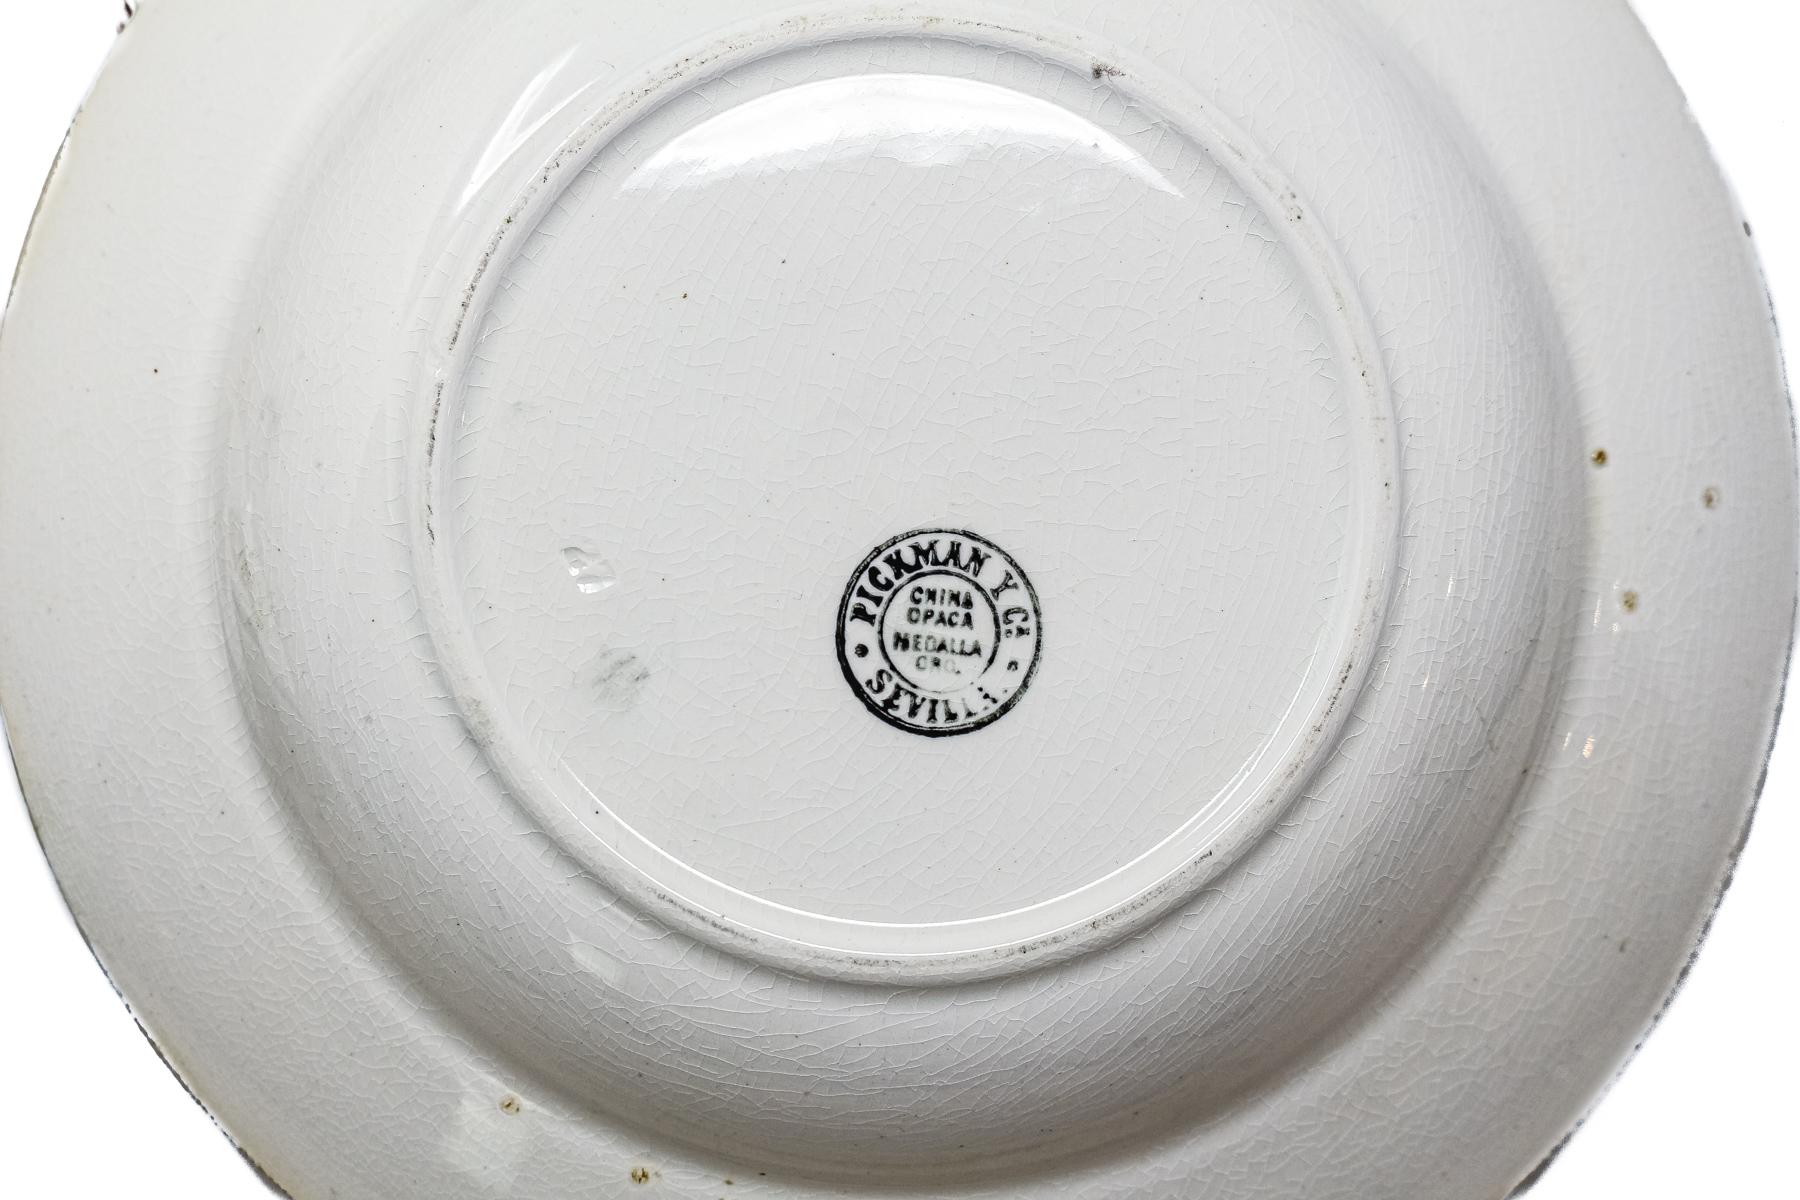 PICKMAN Y Cª.
CHINA
OPACA
MEDALLA
ORO.
SEVILLA.